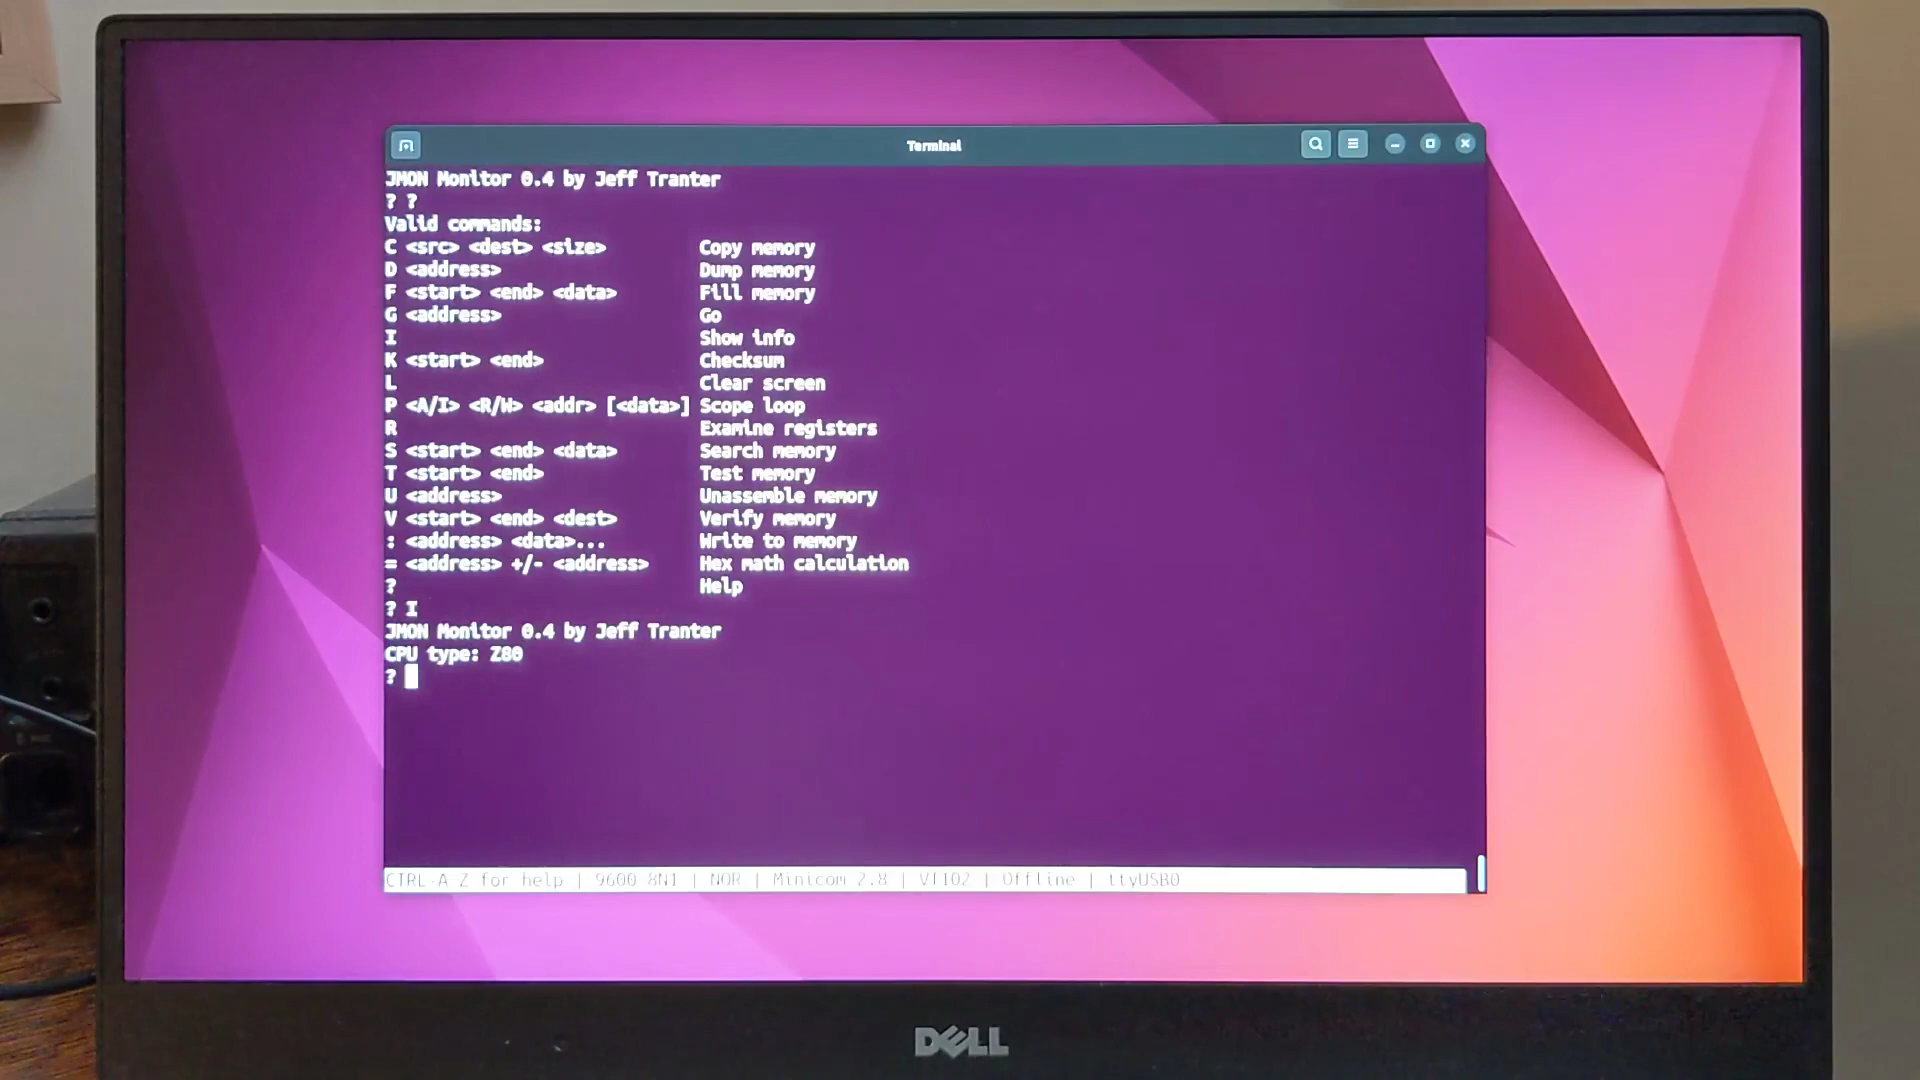 Terminal
JMON Monitor 0.4 by Jeff Tranter
? ?
Valid commands:
C <src> <dest> <size> Copy memory
D <address> Dump memory
F <start> <end> <data> Fill memory
G <address> Go
I Show info
K <start> <end> Checksum
L Clear screen
P <A/I> <R/W> <addr> [<data>] Scope loop
R Examine registers
S <start> <end> <data> Search memory
T <start> <end> Test memory
U <address> Unassemble memory
V <start> <end> <dest> Verify memory
: <address> <data>... Write to memory
= <address> +/- <address> Hex math calculation
? Help
? I
JMON Monitor 0.4 by Jeff Tranter
CPU type: Z80
?
CTRL-A Z for help | 9600 8N1 | NOR | Minicom 2.8 | VT102 | Offline | ttyUSB0
DELL